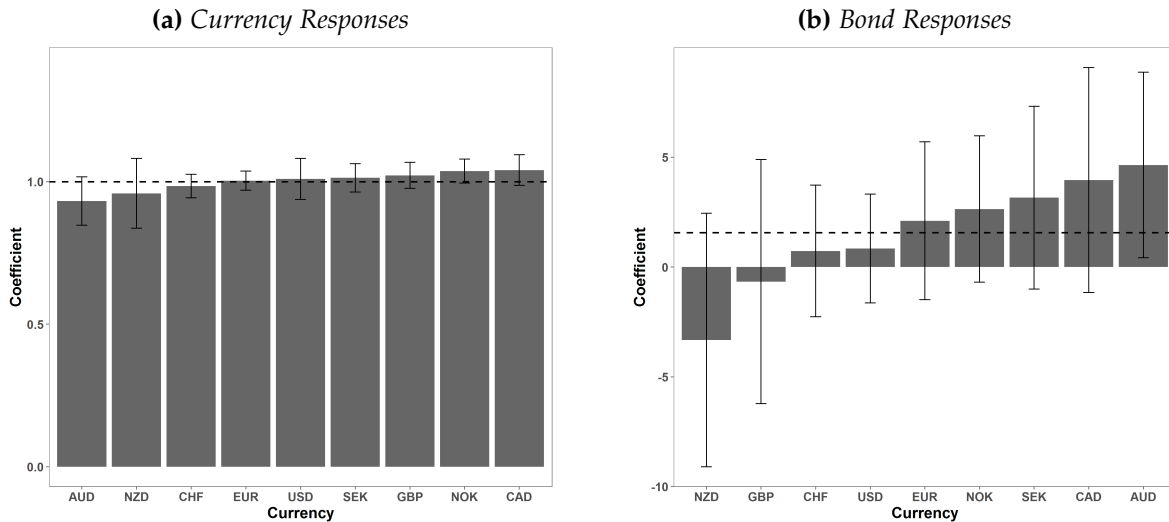 (a) Currency Responses
Coefficient
1.0
0.5
0.0
AUD NZD CHF EUR USD SEK GBP NOK CAD
Currency
(b) Bond Responses
Coefficient
5
0
-5
-10
NZD GBP CHF USD EUR NOK SEK CAD AUD
Currency